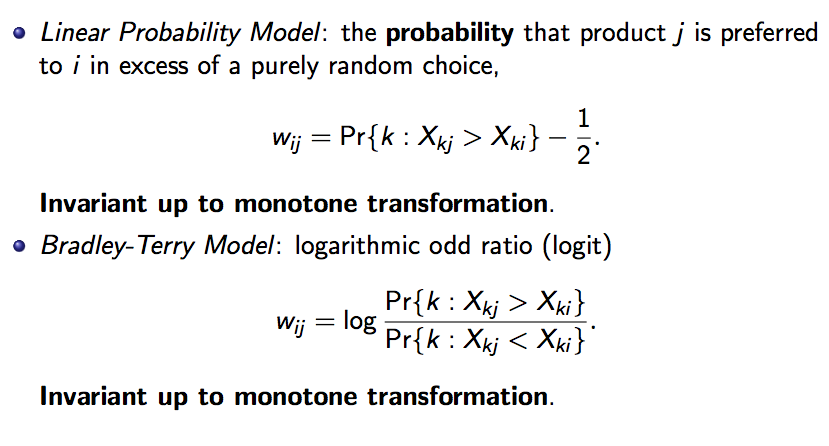 • Linear Probability Model: the probability that product j is preferred
to i in excess of a purely random choice,
w_{ij} = Pr{k : X_{kj} > X_{ki}} − \frac{1}{2}.
Invariant up to monotone transformation.
• Bradley-Terry Model: logarithmic odd ratio (logit)
w_{ij} = log \frac{Pr{k : X_{kj} > X_{ki}}}{Pr{k : X_{kj} < X_{ki}}}.
Invariant up to monotone transformation.